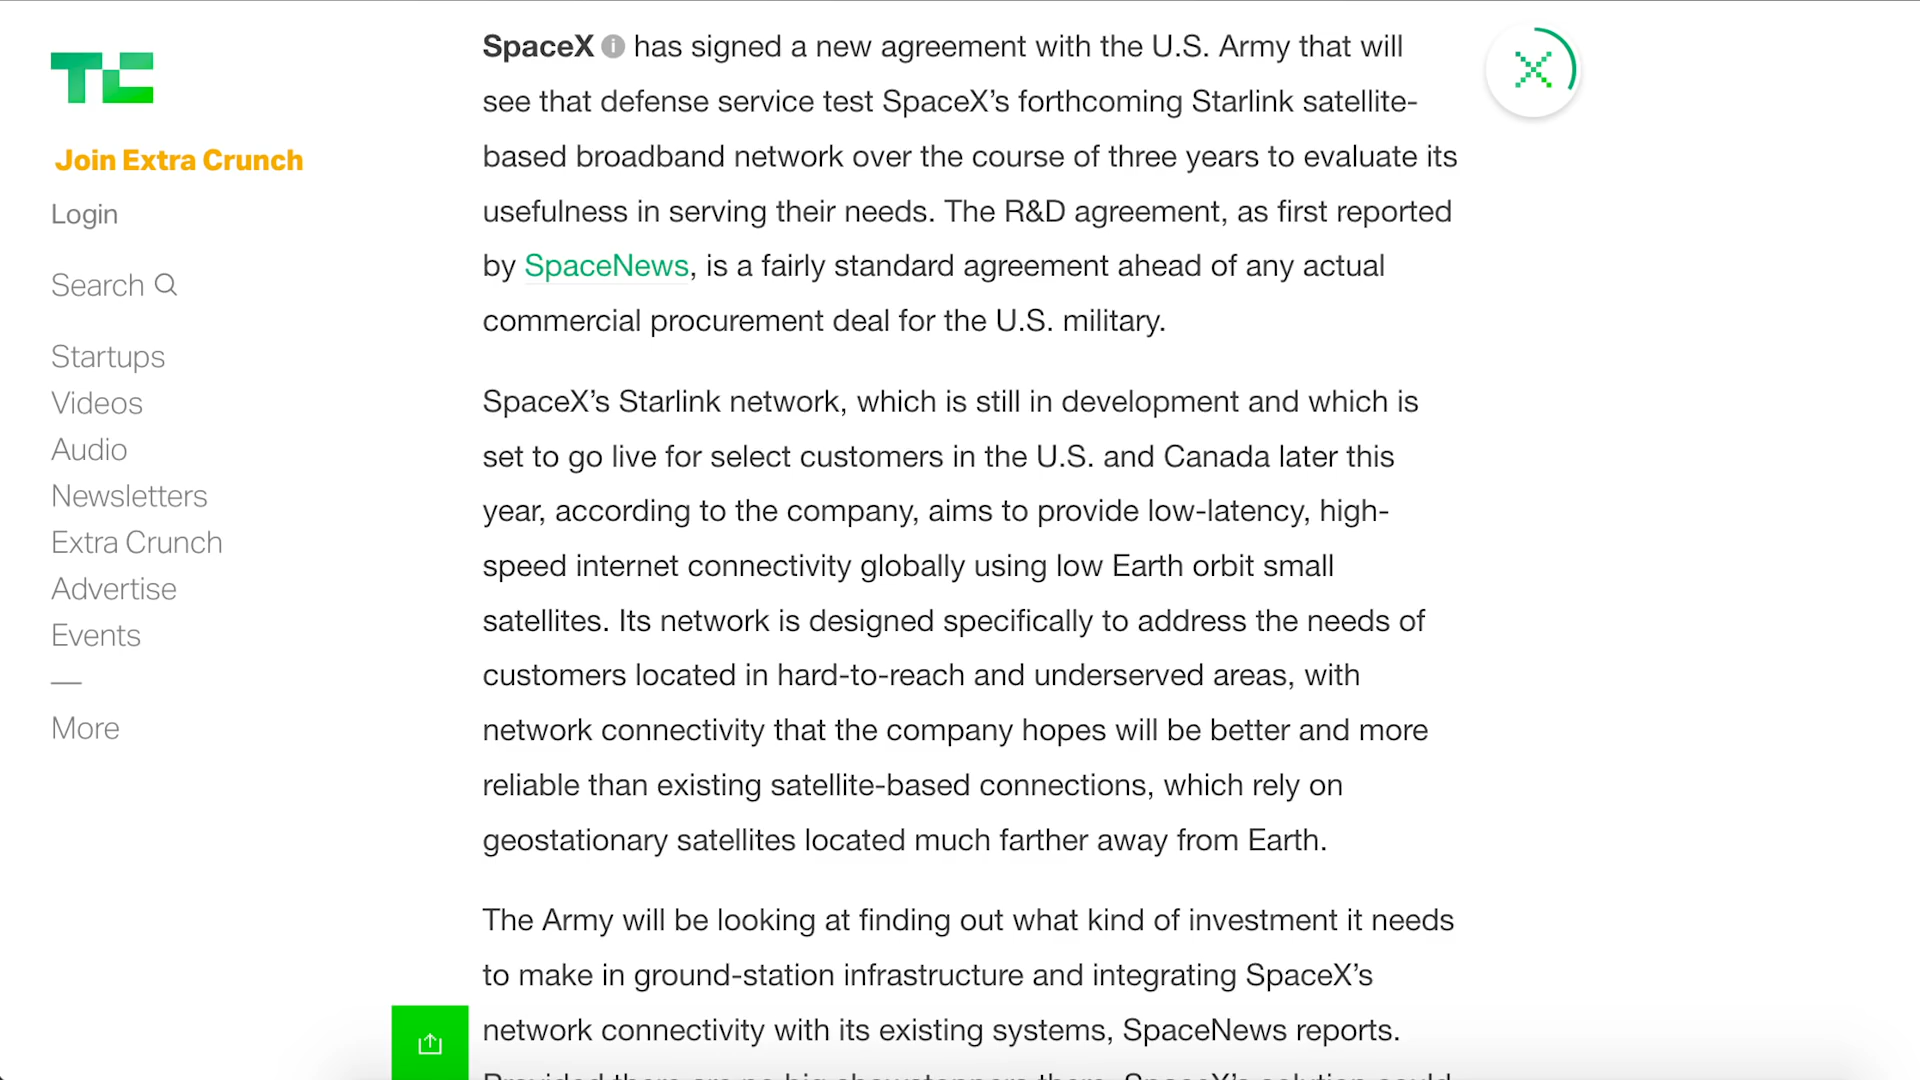 TC
Join Extra Crunch
Login
Search
Startups
Videos
Audio
Newsletters
Extra Crunch
Advertise
Events
—
More
SpaceX i has signed a new agreement with the U.S. Army that will
see that defense service test SpaceX’s forthcoming Starlink satellite-
based broadband network over the course of three years to evaluate its
usefulness in serving their needs. The R&D agreement, as first reported
by SpaceNews, is a fairly standard agreement ahead of any actual
commercial procurement deal for the U.S. military.
SpaceX’s Starlink network, which is still in development and which is
set to go live for select customers in the U.S. and Canada later this
year, according to the company, aims to provide low-latency, high-
speed internet connectivity globally using low Earth orbit small
satellites. Its network is designed specifically to address the needs of
customers located in hard-to-reach and underserved areas, with
network connectivity that the company hopes will be better and more
reliable than existing satellite-based connections, which rely on
geostationary satellites located much farther away from Earth.
The Army will be looking at finding out what kind of investment it needs
to make in ground-station infrastructure and integrating SpaceX’s
network connectivity with its existing systems, SpaceNews reports.
Provided there are no big showstoppers there, SpaceX’s solution could